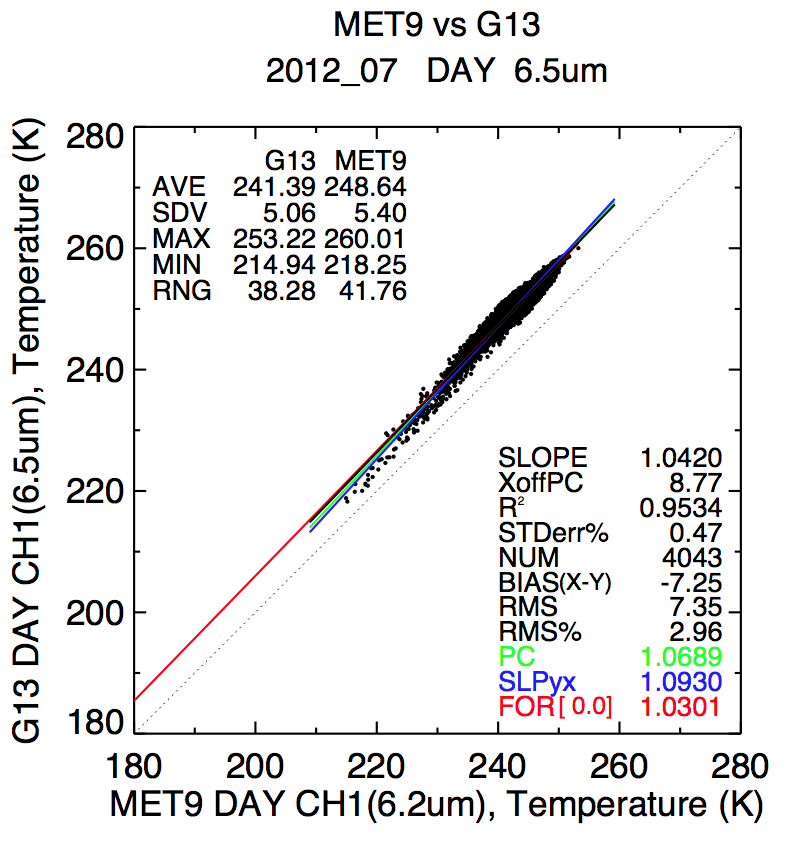 MET9 vs G13
2012_07 DAY 6.5um
G13 DAY CH1(6.5um), Temperature (K)
280
260
240
220
200
180
G13 MET9
AVE 241.39 248.64
SDV 5.06 5.40
MAX 253.22 260.01
MIN 214.94 218.25
RNG 38.28 41.76
SLOPE 1.0420
XoffPC 8.77
R² 0.9534
STDerr% 0.47
NUM 4043
BIAS(X-Y) -7.25
RMS 7.35
RMS% 2.96
PC 1.0689
SLPyx 1.0930
FOR[ 0.0] 1.0301
180 200 220 240 260 280
MET9 DAY CH1(6.2um), Temperature (K)